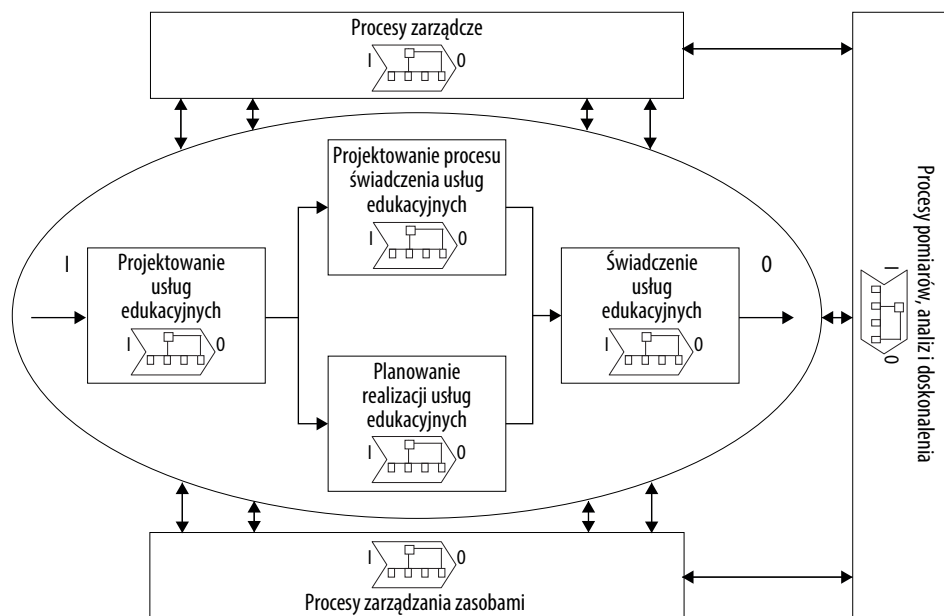 Procesy zarządcze
I 0
Projektowanie procesu
świadczenia usług
edukacyjnych
I 0
I
Projektowanie
usług
edukacyjnych
I 0
Planowanie
realizacji usług
edukacyjnych
I 0
Świadczenie
usług
edukacyjnych
I 0
0
I 0
Procesy zarządzania zasobami
Procesy pomiarów, analiz i doskonalenia
I 0